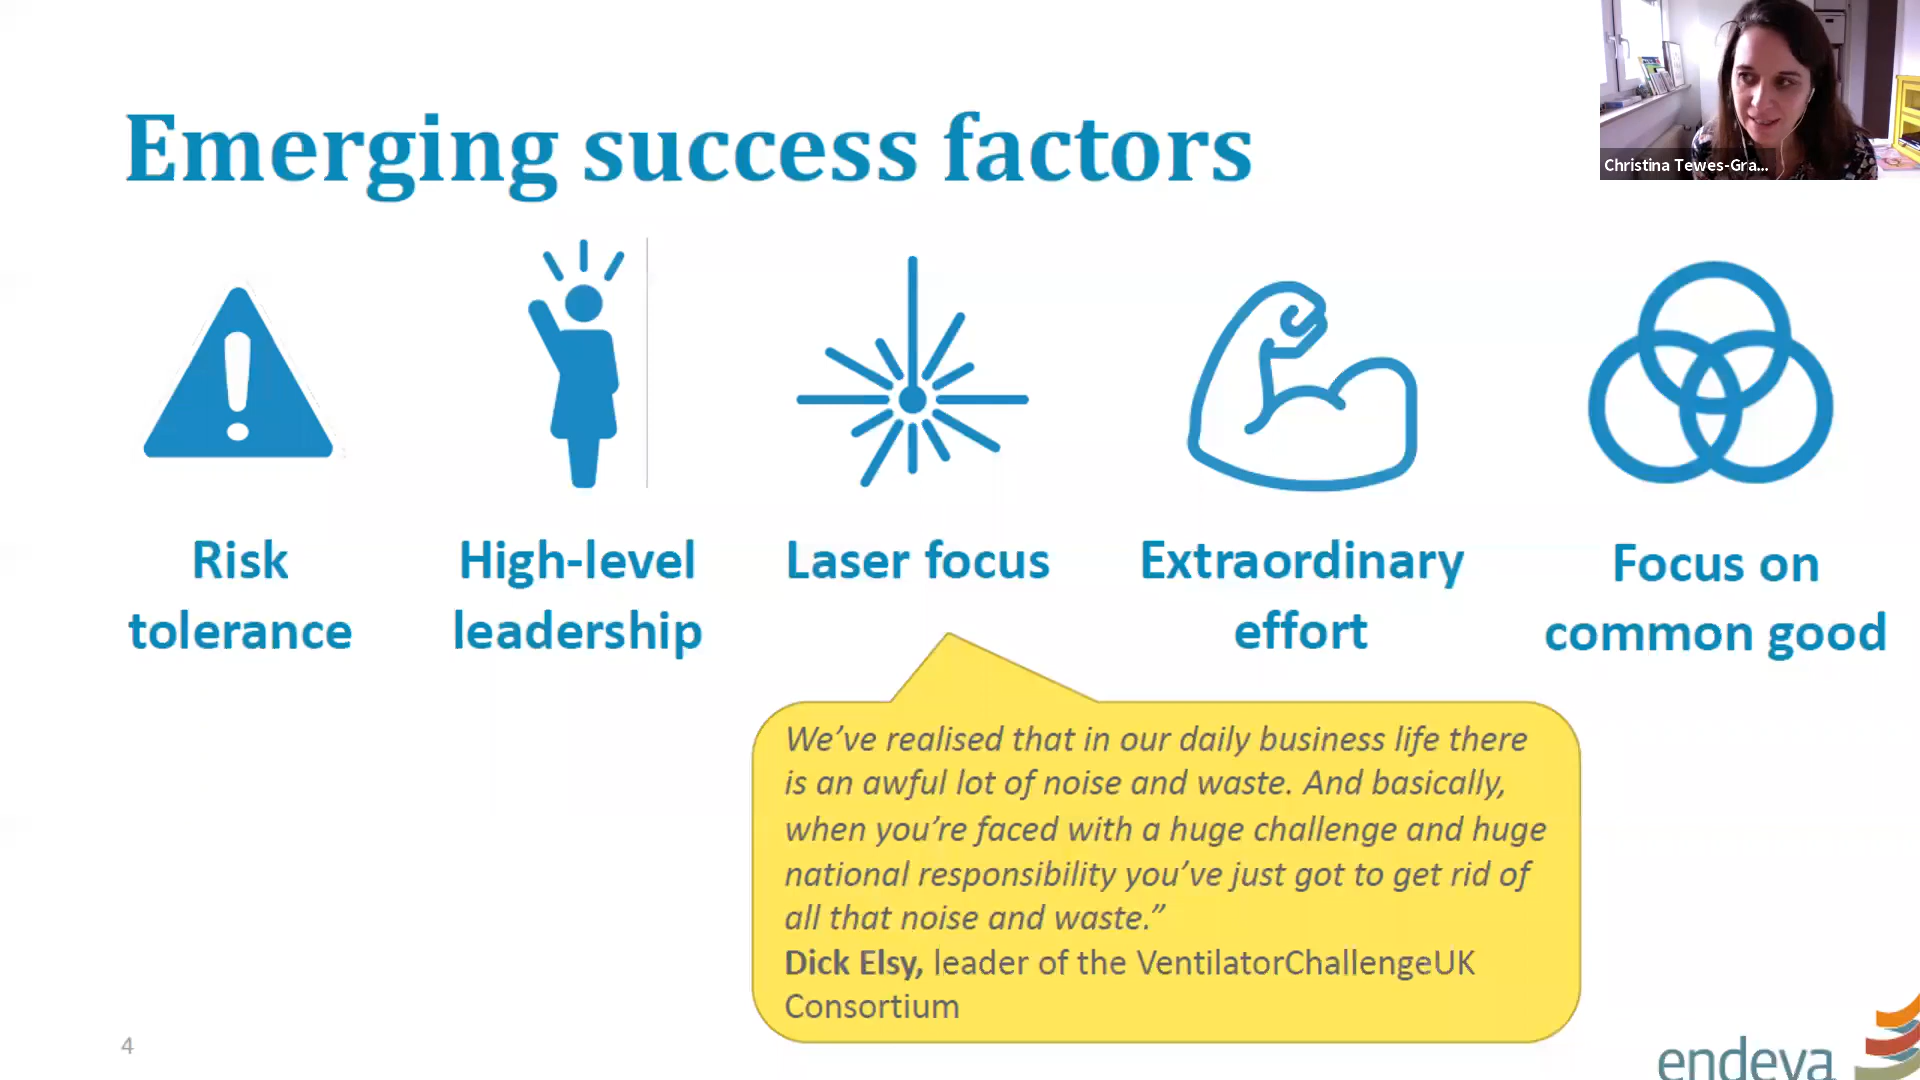 Emerging success factors
Christina Tewes-Gra...
Risk
tolerance
High-level
leadership
Laser focus
Extraordinary
effort
Focus on
common good
We’ve realised that in our daily business life there
is an awful lot of noise and waste. And basically,
when you’re faced with a huge challenge and huge
national responsibility you’ve just got to get rid of
all that noise and waste.”
Dick Elsy, leader of the VentilatorChallengeUK
Consortium
4
endeva